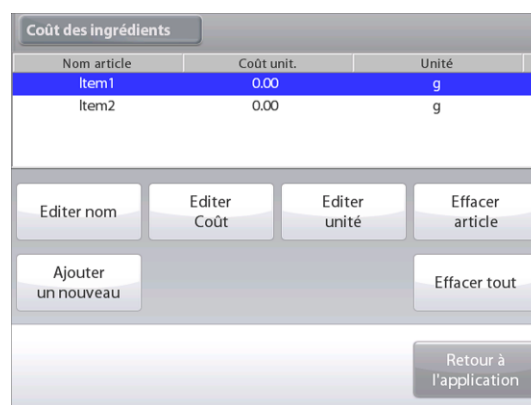 Coût des ingrédients
Nom article Coût unit. Unité
Item1 0.00 g
Item2 0.00 g
Editer nom
Editer
Coût
Editer
unité
Effacer
article
Ajouter
un nouveau
Effacer tout
Retour à
l'application